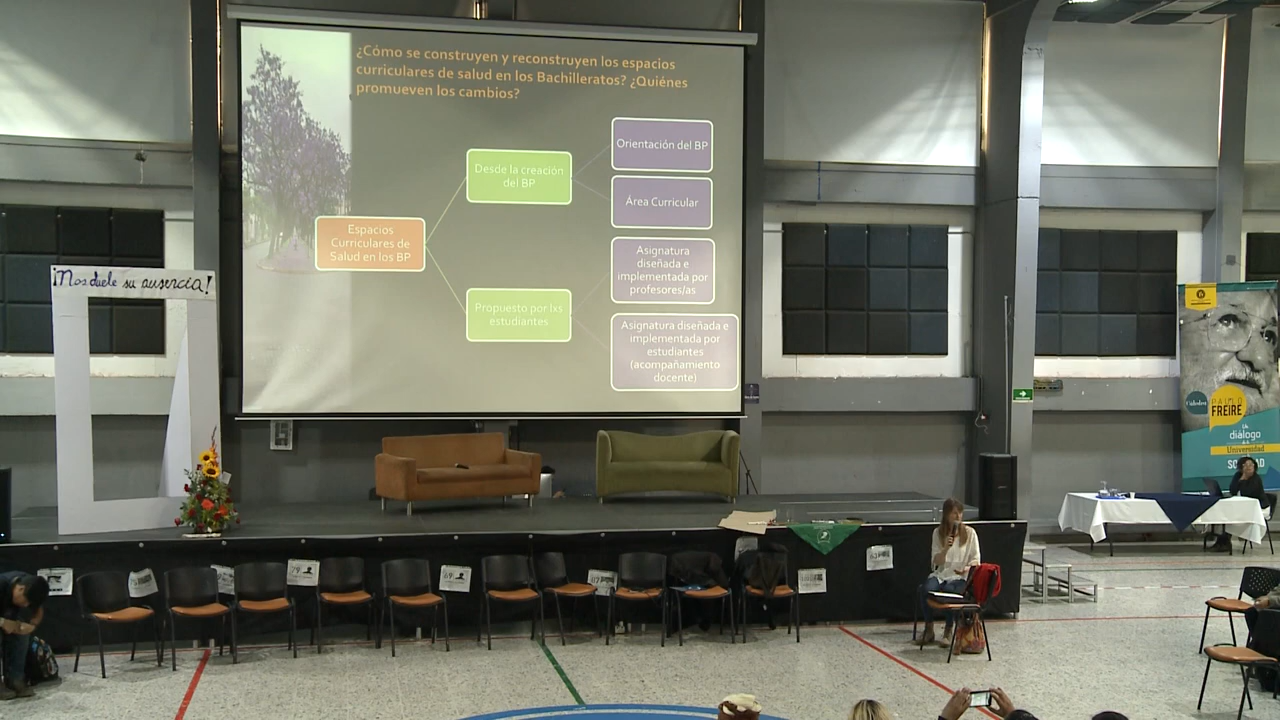 ¿Cómo se construyen y reconstruyen los espacios
curriculares de salud en los Bachilleratos? ¿Quiénes
promueven los cambios?
Espacios
Curriculares de
Salud en los BP
Desde la creación
del BP
Orientación del BP
Área Curricular
Propuesto por lxs
estudiantes
Asignatura
diseñada e
implementada por
profesores/as
Asignatura diseñada e
implementada por
estudiantes
(acompañamiento
docente)
¡Nos duele su ausencia!
PAULO
FREIRE
diálogo
Universidad